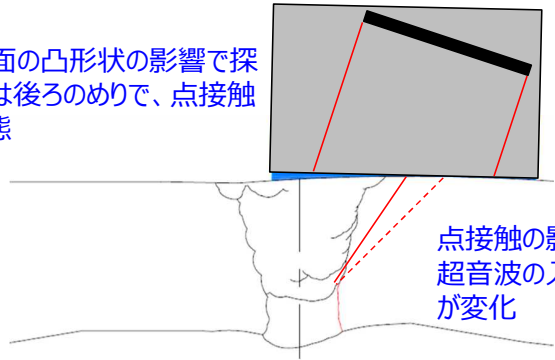 面の凸形状の影響で探
は後ろのめりで、点接触
態
点接触の影
超音波の入
が変化